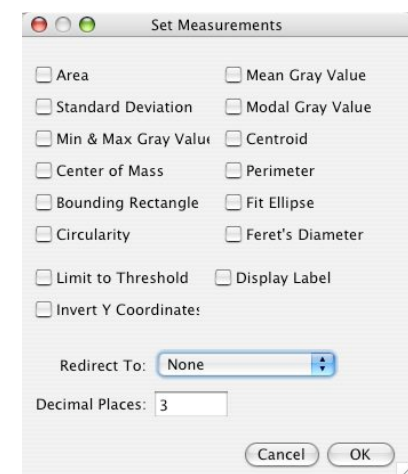 Set Measurements
Area Mean Gray Value
Standard Deviation Modal Gray Value
Min & Max Gray Value Centroid
Center of Mass Perimeter
Bounding Rectangle Fit Ellipse
Circularity Feret's Diameter
Limit to Threshold Display Label
Invert Y Coordinates
Redirect To: None
Decimal Places: 3
Cancel OK